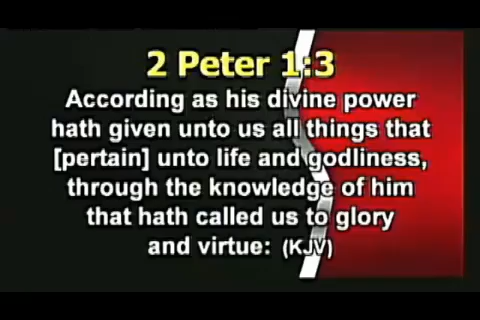 2 Peter 1:3
According as his divine power
hath given unto us all things that
[pertain] unto life and godliness,
through the knowledge of him
that hath called us to glory
and virtue: (KJV)